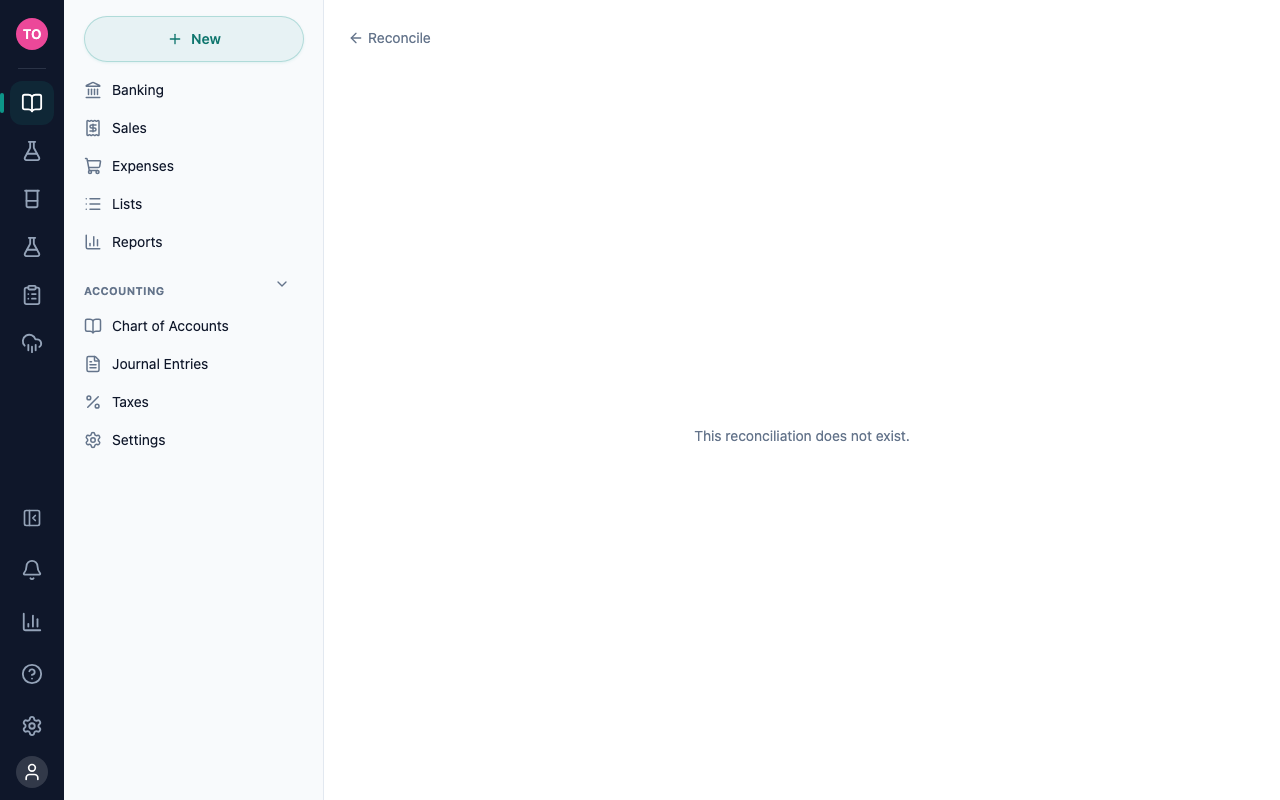 TO
New
Banking
Sales
Expenses
Lists
Reports
ACCOUNTING
Chart of Accounts
Journal Entries
Taxes
Settings
Reconcile
This reconciliation does not exist.